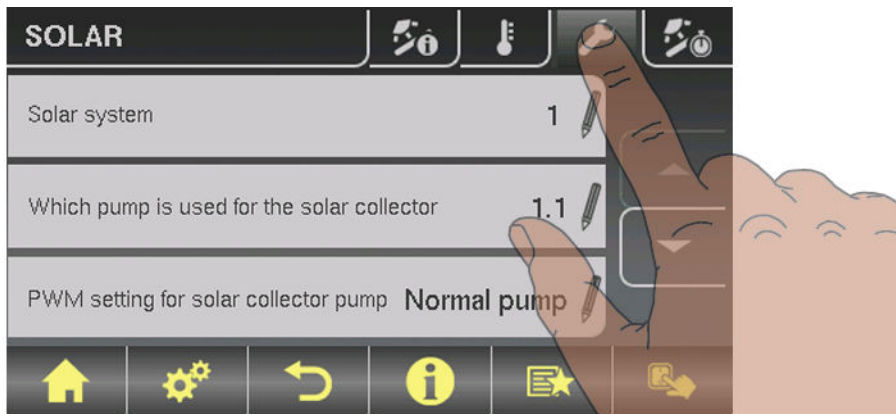 SOLAR
Solar system 1
Which pump is used for the solar collector 1.1
PWM setting for solar collector pump Normal pump